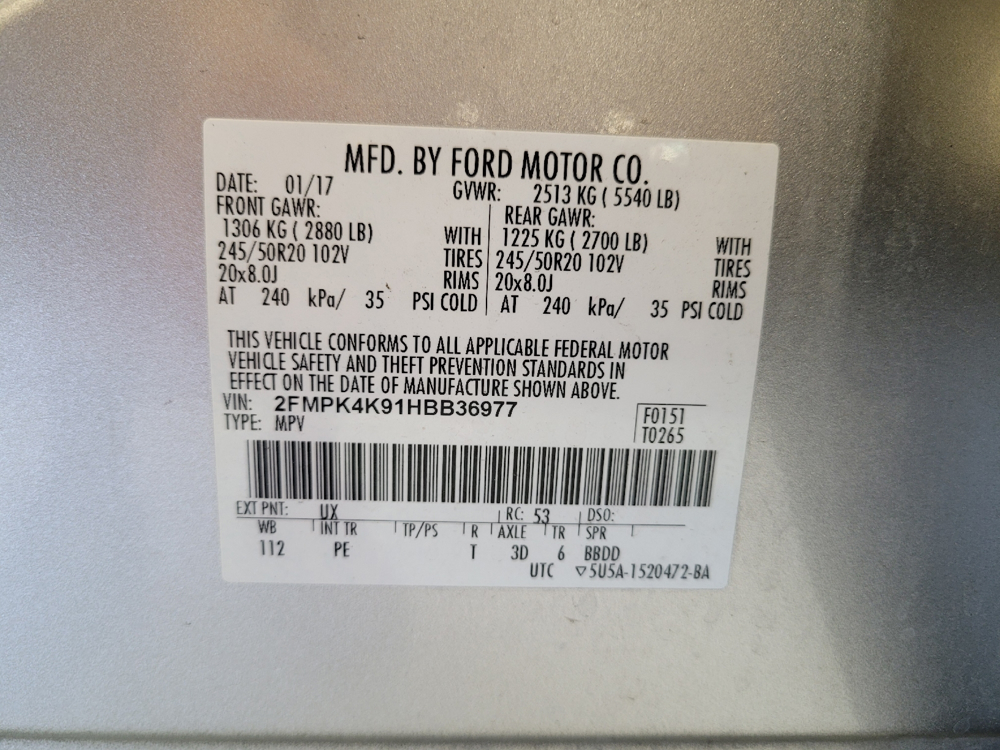 MFD. BY FORD MOTOR CO.
DATE: 01/17 GVWR: 2513 KG ( 5540 LB)
FRONT GAWR: REAR GAWR:
1306 KG ( 2880 LB) WITH 1225 KG ( 2700 LB) WITH
245/50R20 102V TIRES 245/50R20 102V TIRES
20x8.0J RIMS 20x8.0J RIMS
AT 240 kPa/ 35 PSI COLD AT 240 kPa/ 35 PSI COLD
THIS VEHICLE CONFORMS TO ALL APPLICABLE FEDERAL MOTOR
VEHICLE SAFETY AND THEFT PREVENTION STANDARDS IN
EFFECT ON THE DATE OF MANUFACTURE SHOWN ABOVE.
VIN: 2FMPK4K91HBB36977 F0151
TYPE: MPV T0265
EXT PNT: UX RC: 53 DSO:
WB INT TR TP/PS R AXLE TR SPR
112 PE T 3D 6 BBDD
UTC ▽5U5A-1520472-BA